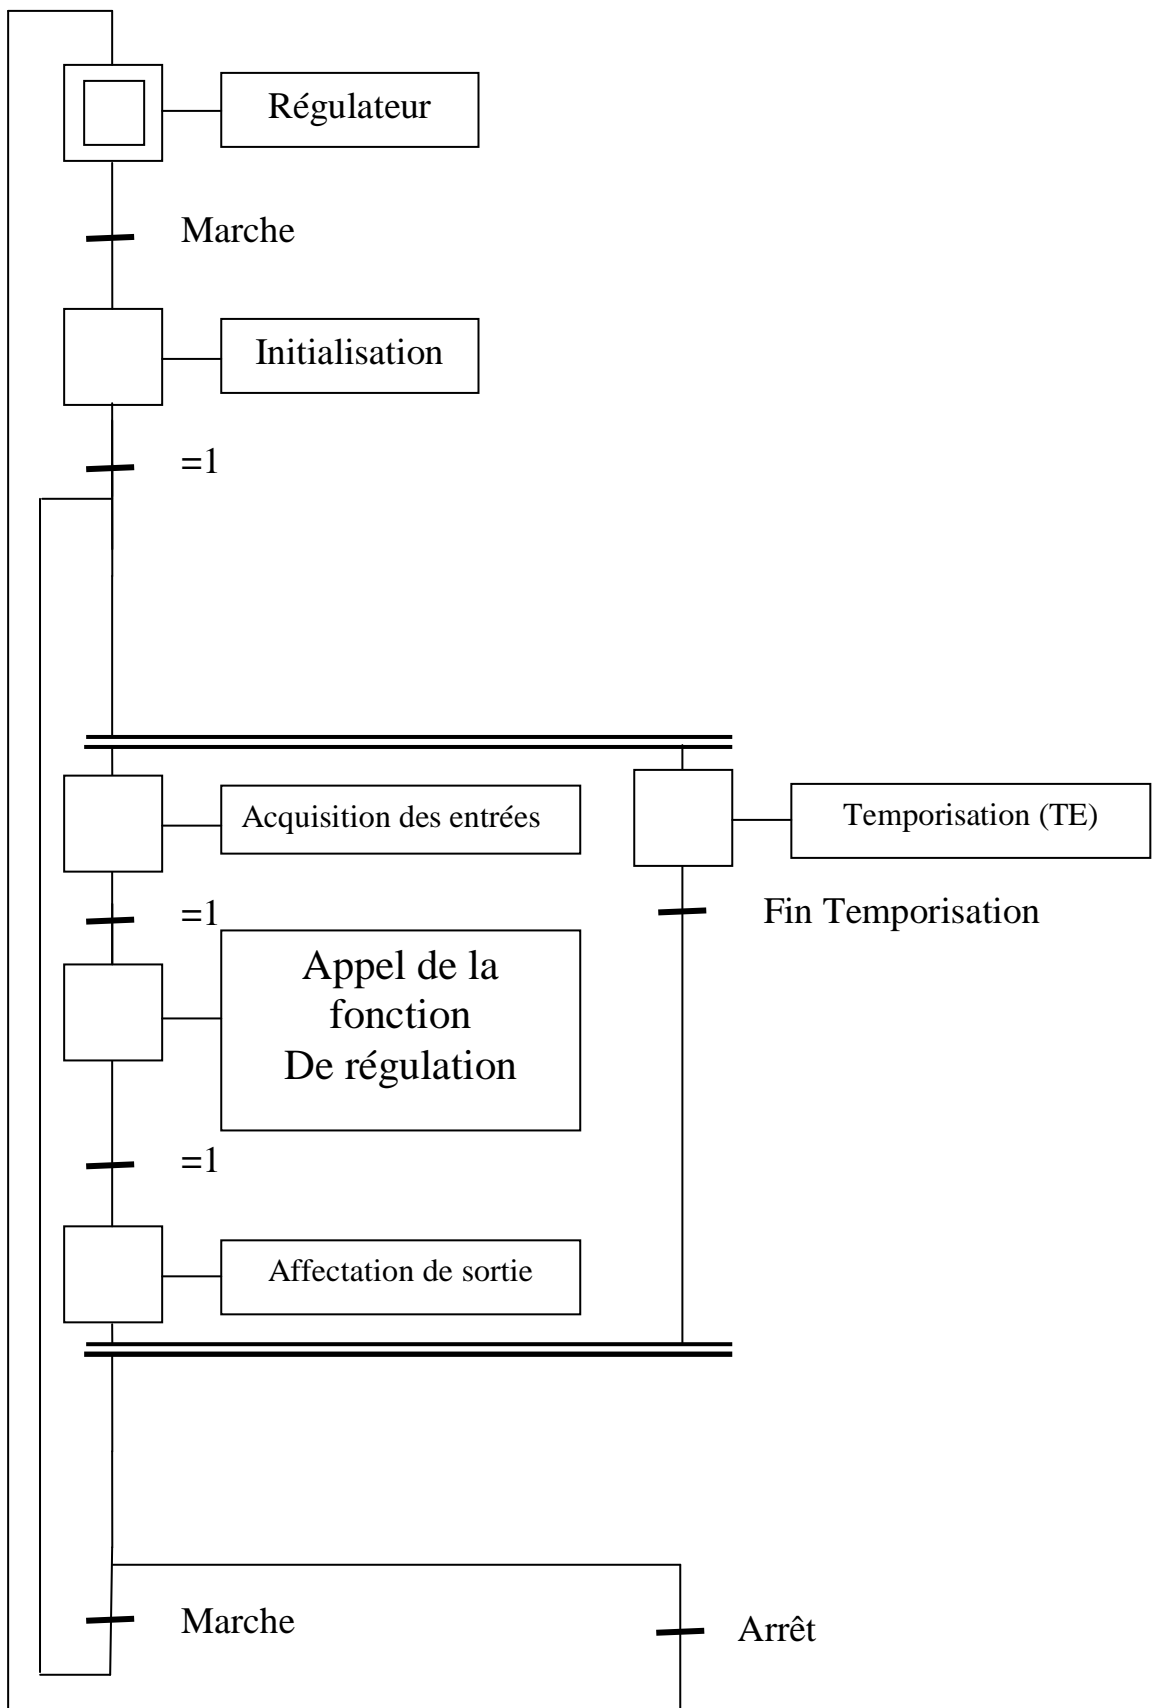 Régulateur
Marche
Initialisation
=1
Acquisition des entrées
Temporisation (TE)
=1
Fin Temporisation
Appel de la
fonction
De régulation
=1
Affectation de sortie
Marche
Arrêt